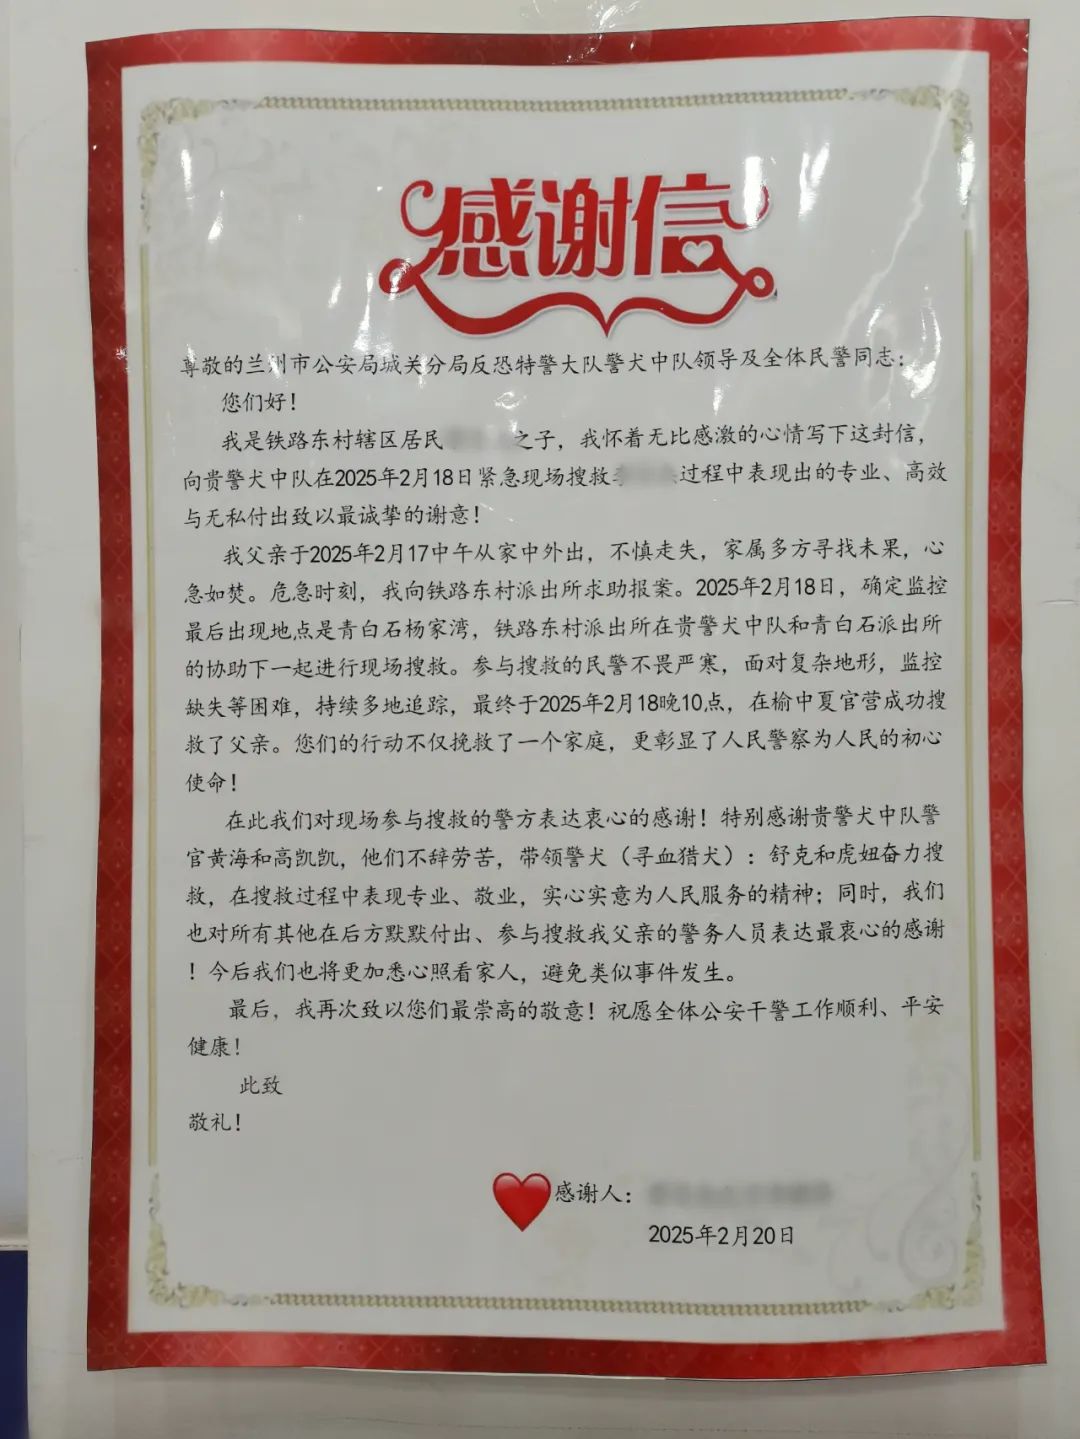 感谢信
尊敬的兰州市公安局城关分局反恐特警大队警犬中队领导及全体民警同志：
您们好！
我是铁路东村辖区居民之子，我怀着无比感激的心情写下这封信，
向贵警犬中队在2025年2月18日紧急现场搜救过程中表现出的专业、高效
与无私付出致以最诚挚的谢意！
我父亲于2025年2月17中午从家中外出，不慎走失，家属多方寻找未果，心
急如焚。危急时刻，我向铁路东村派出所求助报案。2025年2月18日，确定监控
最后出现地点是青白石杨家湾，铁路东村派出所在贵警犬中队和青白石派出所
的协助下一起进行现场搜救。参与搜救的民警不畏严寒，面对复杂地形，监控
缺失等困难，持续多地追踪，最终于2025年2月18晚10点，在榆中夏官营成功搜
救了父亲。您们的行动不仅挽救了一个家庭，更彰显了人民警察为人民的初心
使命！
在此我们对现场参与搜救的警方表达衷心的感谢！特别感谢贵警犬中队警
官黄海和高凯凯，他们不辞劳苦，带领警犬（寻血猎犬）：舒克和虎妞奋力搜
救，在搜救过程中表现专业、敬业，实心实意为人民服务的精神；同时，我们
也对所有其他在后方默默付出、参与搜救我父亲的警务人员表达最衷心的感谢
！今后我们也将更加悉心照看家人，避免类似事件发生。
最后，我再次致以您们最崇高的敬意！祝愿全体公安干警工作顺利、平安
健康！
此致
敬礼！
感谢人：
2025年2月20日